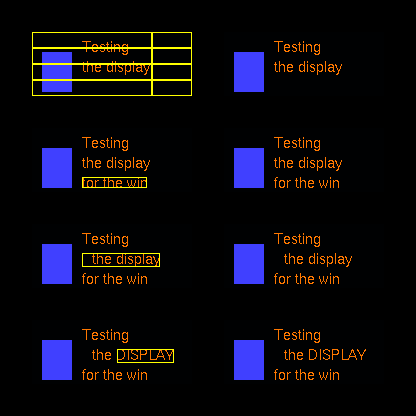 Testing
the display
Testing
the display
Testing
the display
for the win
Testing
the display
for the win
Testing
the display
for the win
Testing
the display
for the win
Testing
the DISPLAY
for the win
Testing
the DISPLAY
for the win